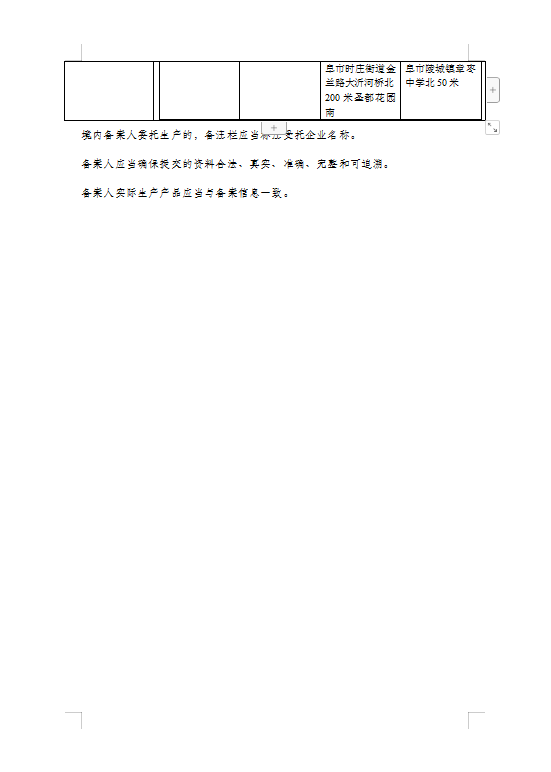 阜市时庄街道金
兰路大沂河桥北
200 米圣都花园
南
阜市陵城镇章枣
中学北 50 米
境内备案人委托生产的，备注栏应当标注受托企业名称。
备案人应当确保提交的资料合法、真实、准确、完整和可追溯。
备案人实际生产产品应当与备案信息一致。